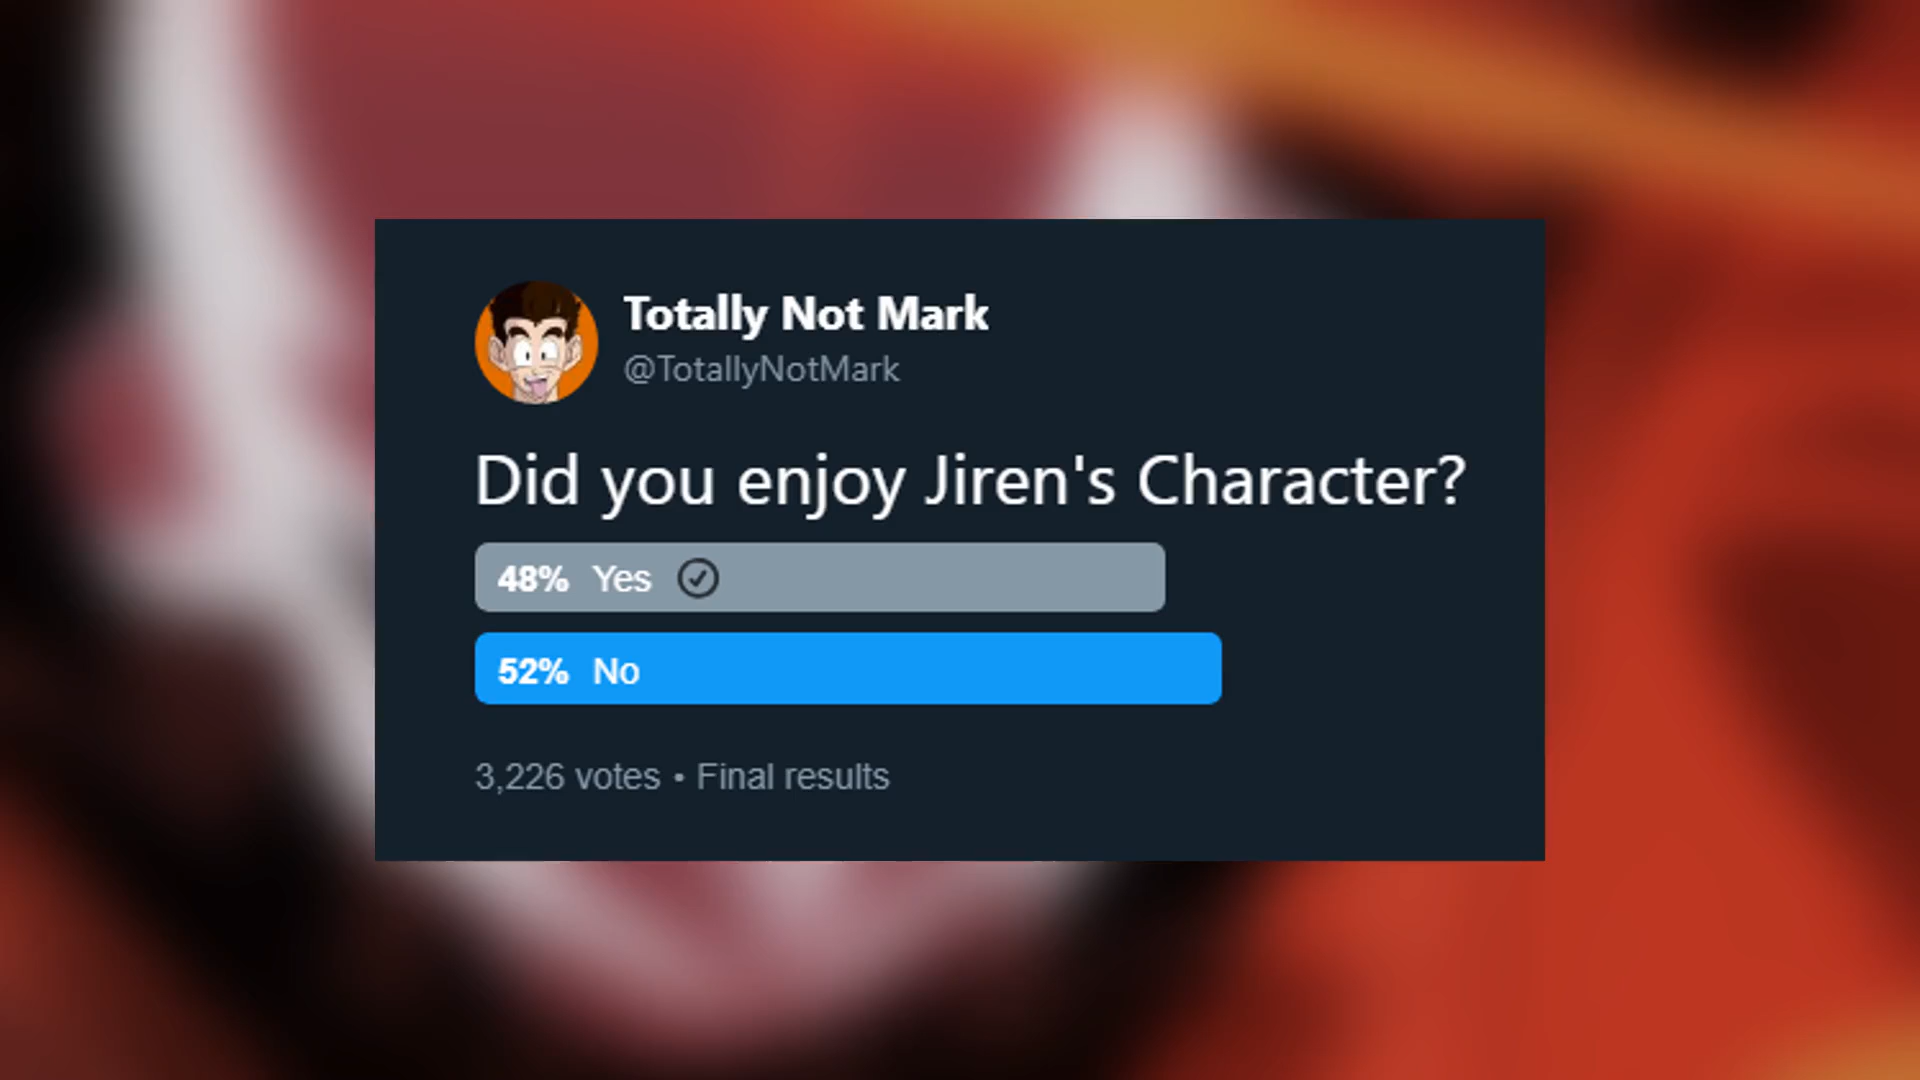 Totally Not Mark
@TotallyNotMark
Did you enjoy Jiren's Character?
48% Yes
52% No
3,226 votes • Final results